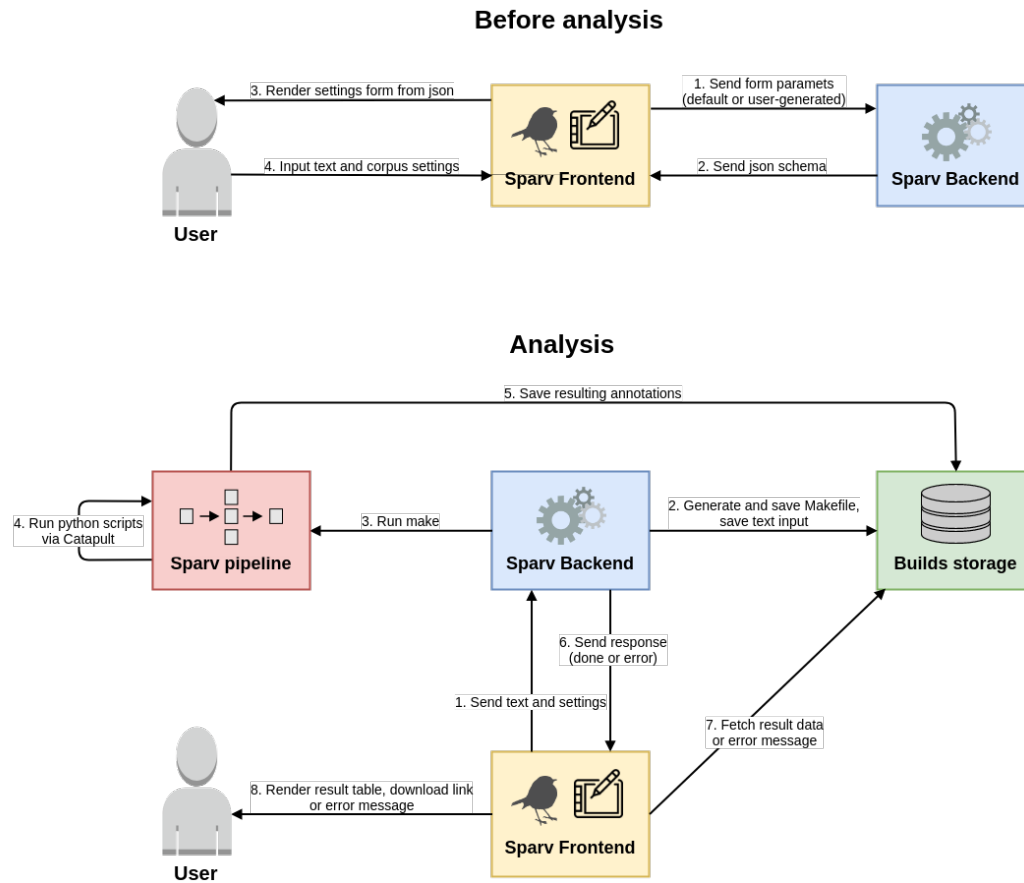 Before analysis
3. Render settings form from json
1. Send form paramets
(default or user-generated)
4. Input text and corpus settings
2. Send json schema
Sparv Frontend
Sparv Backend
User
Analysis
5. Save resulting annotations
4. Run python scripts
via Catapult
3. Run make
2. Generate and save Makefile,
save text input
Sparv pipeline
Sparv Backend
Builds storage
6. Send response
(done or error)
1. Send text and settings
7. Fetch result data
or error message
8. Render result table, download link
or error message
Sparv Frontend
User